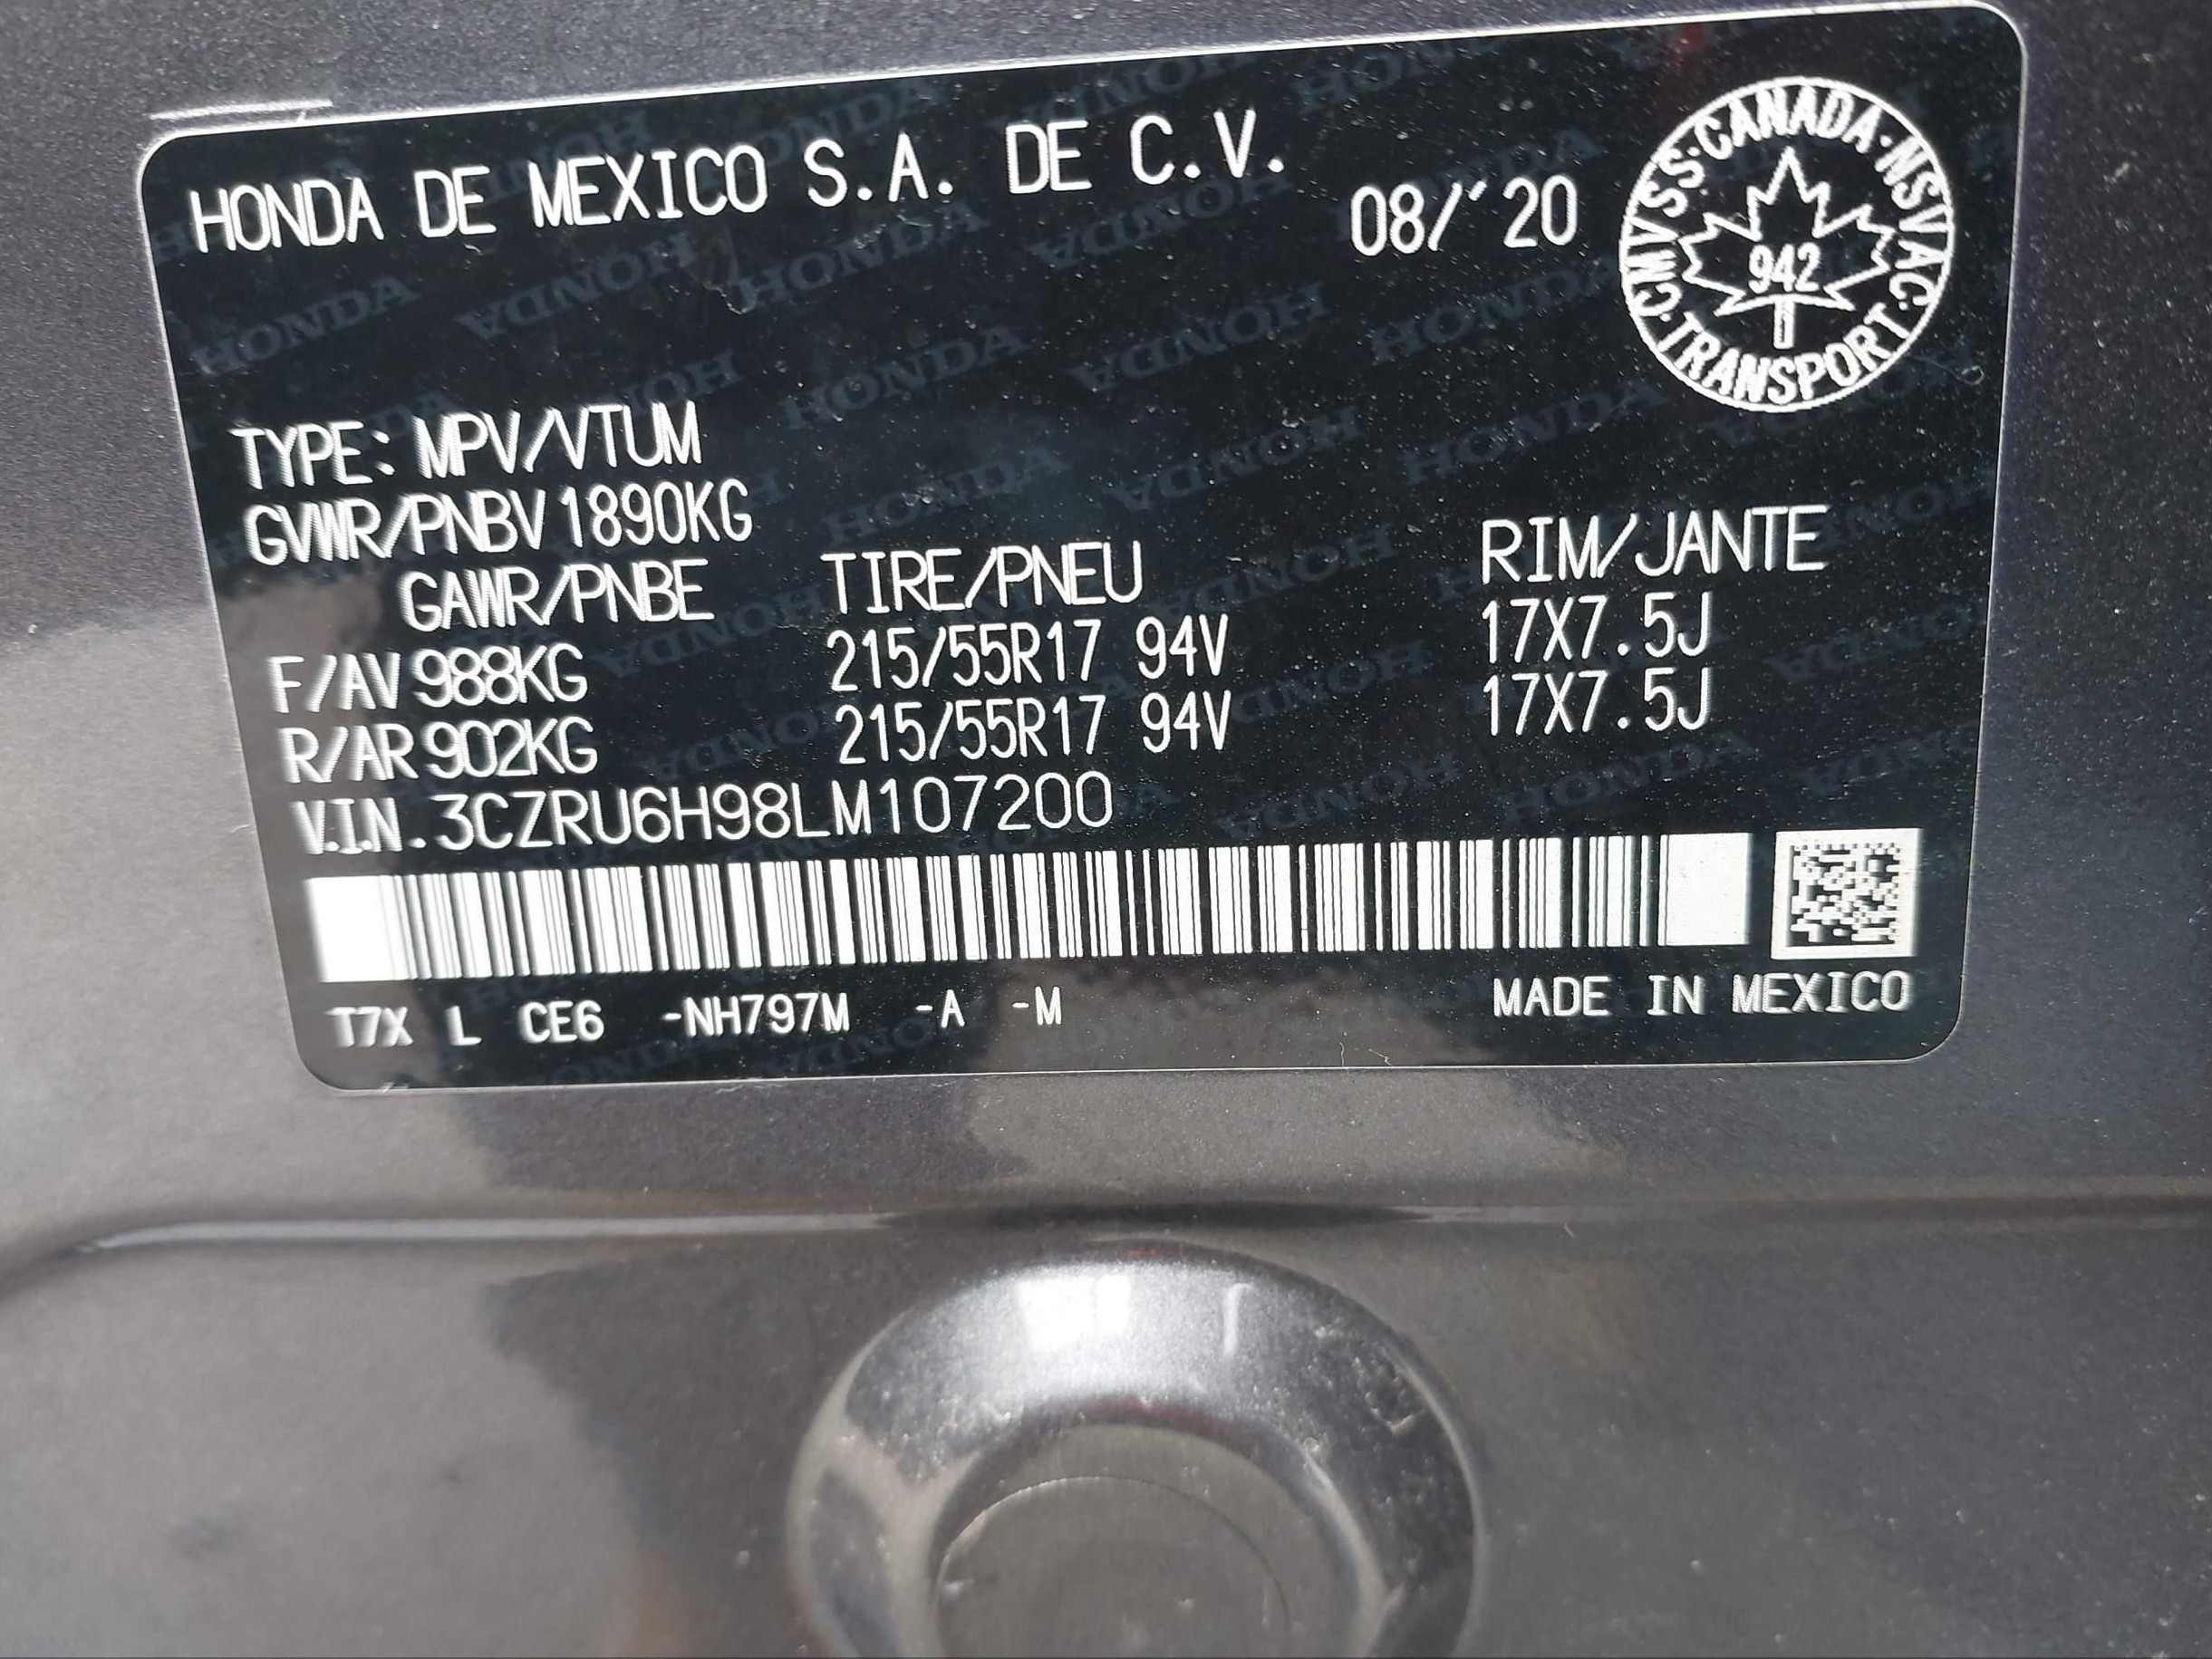 HONDA DE MEXICO S.A. DE C.V.
08/'20
CMVSS·CANADA·NSVAC·TRANSPORT·
942
TYPE: MPV/VTUM
GVWR/PNBV 1890KG
GAWR/PNBE TIRE/PNEU RIM/JANTE
F/AV 988KG 215/55R17 94V 17X7.5J
R/AR 902KG 215/55R17 94V 17X7.5J
V.I.N. 3CZRU6H98LM107200
T7X L CE6 -NH797M -A -M
MADE IN MEXICO